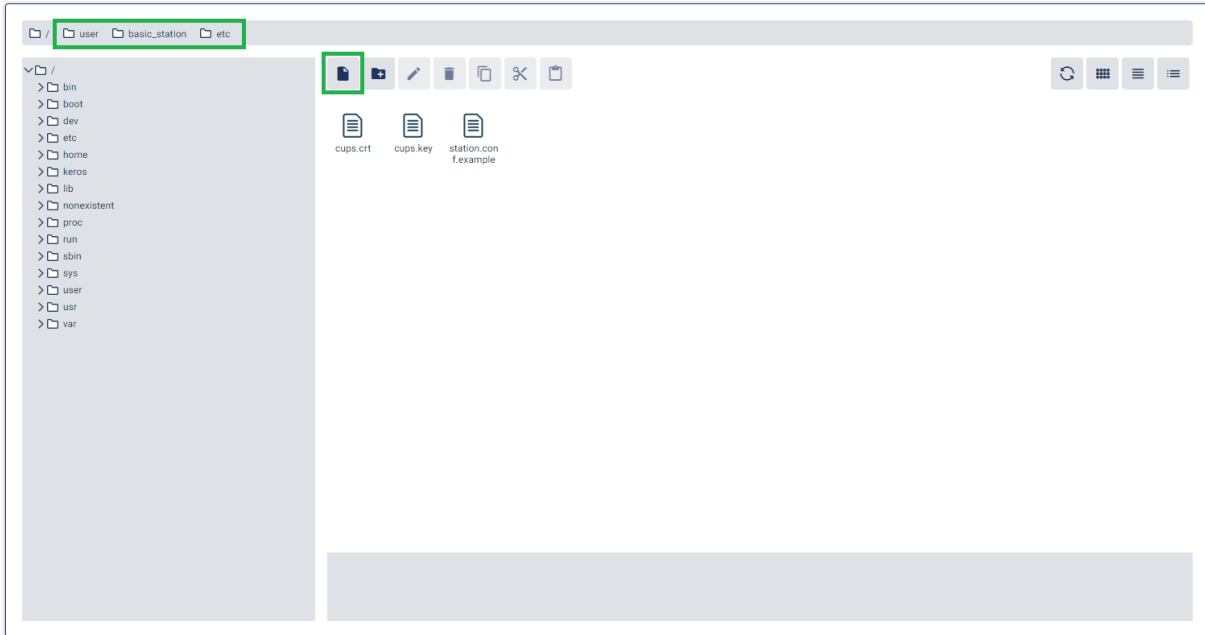 / user basic_station etc
/
bin
boot
dev
etc
home
keros
lib
nonexistent
proc
run
sbin
sys
user
usr
var
cups.crt cups.key station.con
f.example